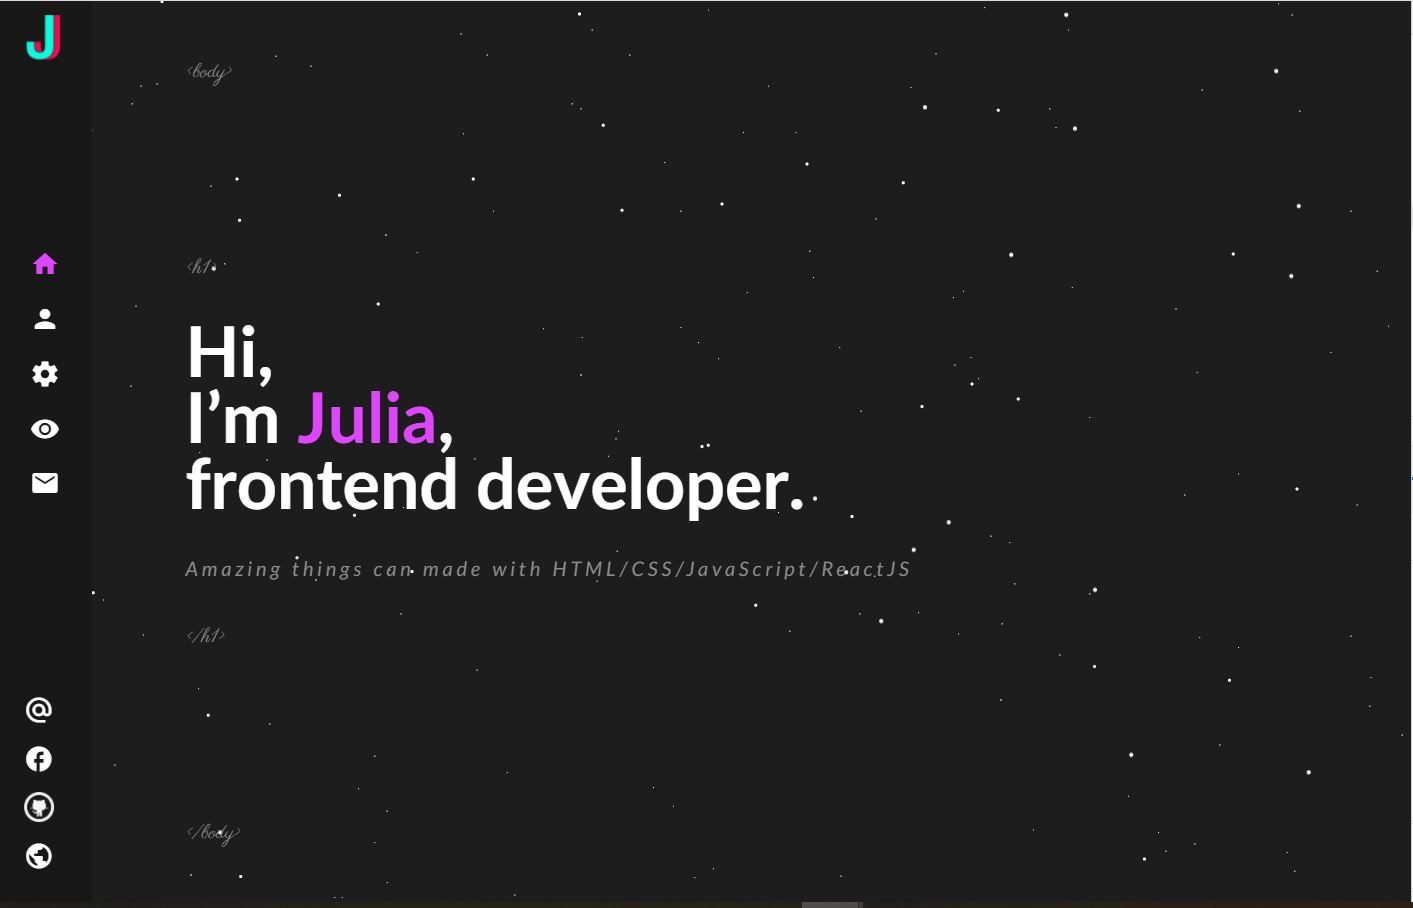 J
<body>
<h1>
Hi,
I’m Julia,
frontend developer.
Amazing things can made with HTML/CSS/JavaScript/ReactJS
</h1>
</body>